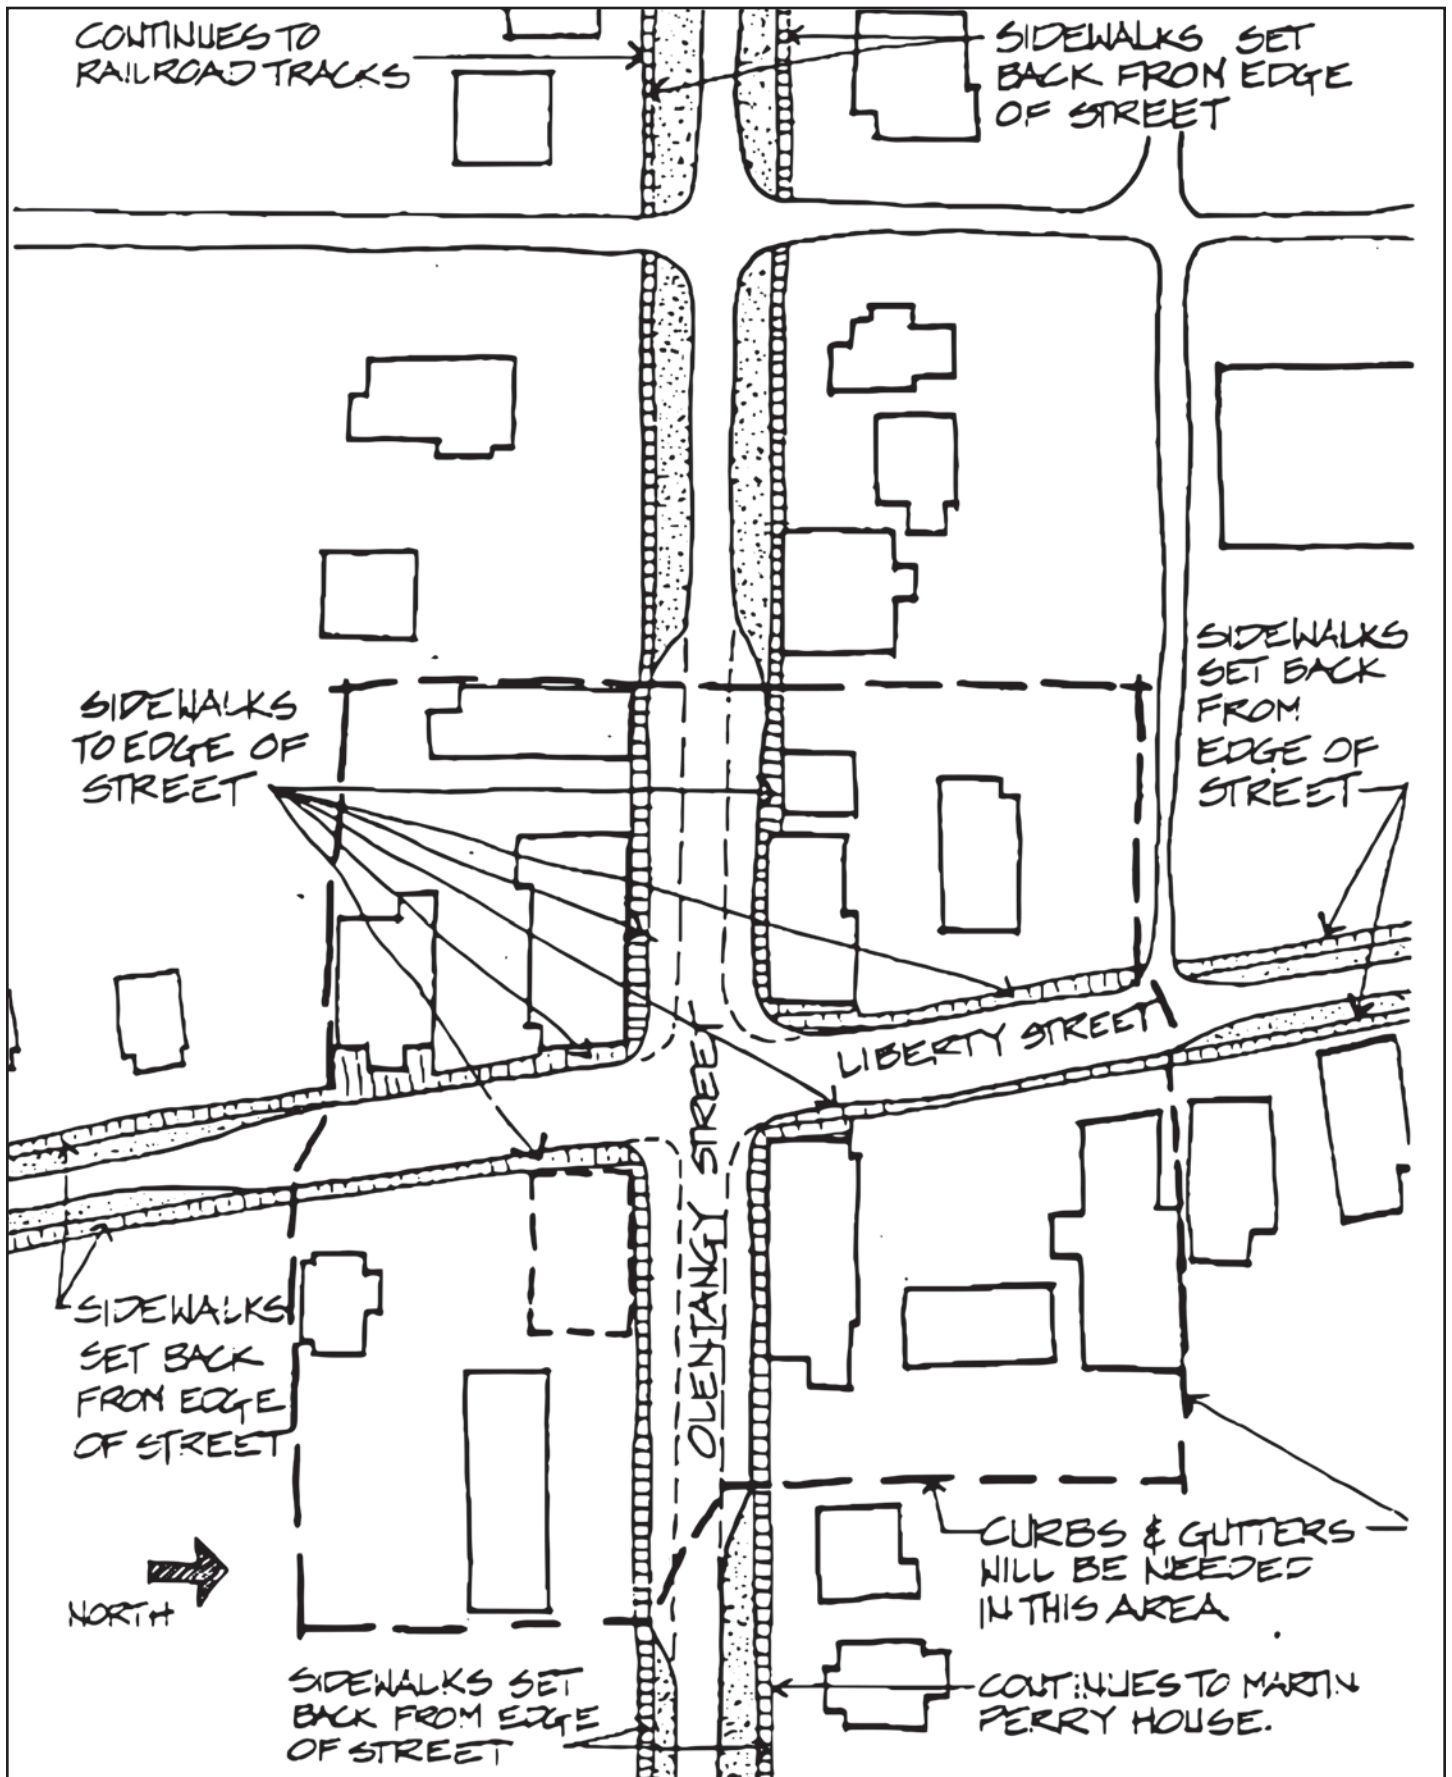 CONTINUES TO
RAILROAD TRACKS
SIDEWALKS SET
BACK FROM EDGE
OF STREET
SIDEWALKS
SET BACK
FROM
EDGE OF
STREET
SIDEWALKS
TO EDGE OF
STREET
LIBERTY STREET
OLENTANGY STREET
SIDEWALKS
SET BACK
FROM EDGE
OF STREET
NORTH
CURBS & GUTTERS
WILL BE NEEDED
IN THIS AREA
SIDEWALKS SET
BACK FROM EDGE
OF STREET
CONTINUES TO MARTIN
PERRY HOUSE.